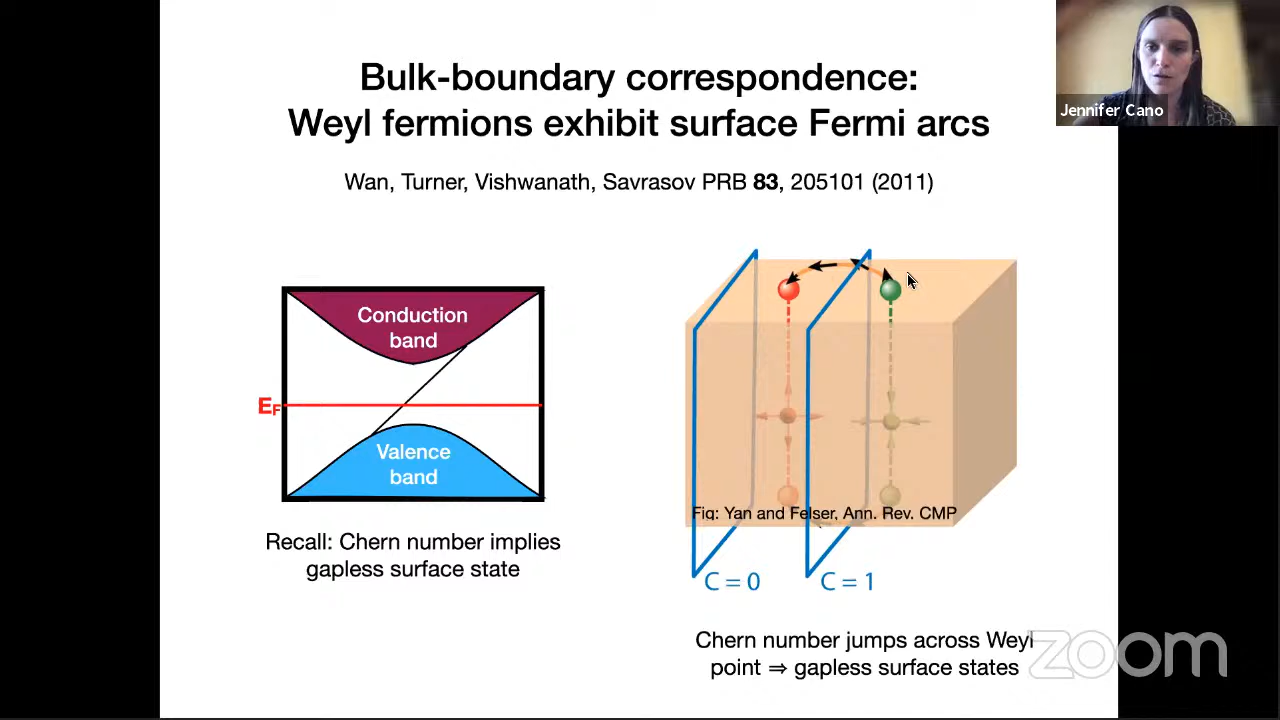 Bulk-boundary correspondence:
Weyl fermions exhibit surface Fermi arcs
Wan, Turner, Vishwanath, Savrasov PRB 83, 205101 (2011)
Jennifer Cano
Conduction
band
EF
Valence
band
Recall: Chern number implies
gapless surface state
Fig: Yan and Felser, Ann. Rev. CMP
C = 0
C = 1
Chern number jumps across Weyl
point ⇒ gapless surface states
zoom